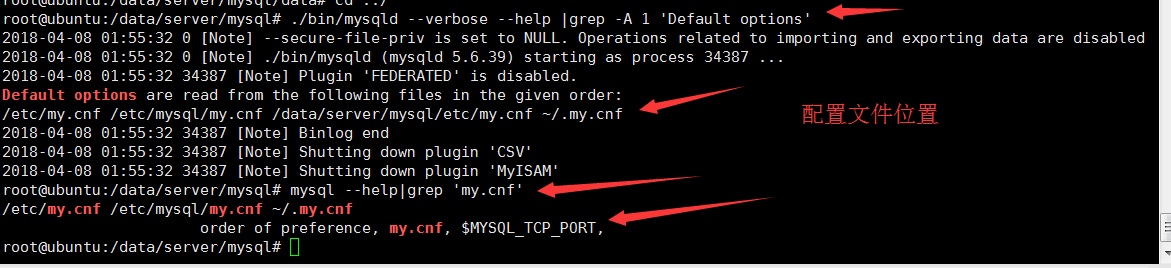 root@ubuntu:/data/server/mysql/data# cd ../
root@ubuntu:/data/server/mysql# ./bin/mysqld --verbose --help |grep -A 1 'Default options'
2018-04-08 01:55:32 0 [Note] --secure-file-priv is set to NULL. Operations related to importing and exporting data are disabled
2018-04-08 01:55:32 0 [Note] ./bin/mysqld (mysqld 5.6.39) starting as process 34387 ...
2018-04-08 01:55:32 34387 [Note] Plugin 'FEDERATED' is disabled.
Default options are read from the following files in the given order:
/etc/my.cnf /etc/mysql/my.cnf /data/server/mysql/etc/my.cnf ~/.my.cnf
配置文件位置
2018-04-08 01:55:32 34387 [Note] Binlog end
2018-04-08 01:55:32 34387 [Note] Shutting down plugin 'CSV'
2018-04-08 01:55:32 34387 [Note] Shutting down plugin 'MyISAM'
root@ubuntu:/data/server/mysql# mysql --help|grep 'my.cnf'
/etc/my.cnf /etc/mysql/my.cnf ~/.my.cnf
order of preference, my.cnf, $MYSQL_TCP_PORT,
root@ubuntu:/data/server/mysql#